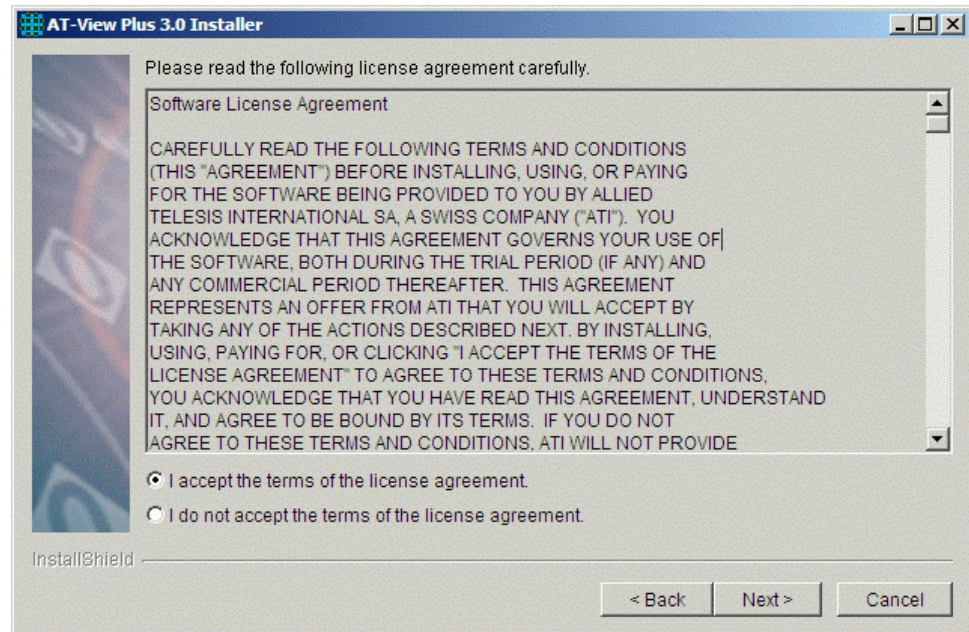 AT-View Plus 3.0 Installer
Please read the following license agreement carefully.
Software License Agreement
CAREFULLY READ THE FOLLOWING TERMS AND CONDITIONS
(THIS "AGREEMENT") BEFORE INSTALLING, USING, OR PAYING
FOR THE SOFTWARE BEING PROVIDED TO YOU BY ALLIED
TELESIS INTERNATIONAL SA, A SWISS COMPANY ("ATI").  YOU
ACKNOWLEDGE THAT THIS AGREEMENT GOVERNS YOUR USE OF
THE SOFTWARE, BOTH DURING THE TRIAL PERIOD (IF ANY) AND
ANY COMMERCIAL PERIOD THEREAFTER.  THIS AGREEMENT
REPRESENTS AN OFFER FROM ATI THAT YOU WILL ACCEPT BY
TAKING ANY OF THE ACTIONS DESCRIBED NEXT. BY INSTALLING,
USING, PAYING FOR, OR CLICKING "I ACCEPT THE TERMS OF THE
LICENSE AGREEMENT" TO AGREE TO THESE TERMS AND CONDITIONS,
YOU ACKNOWLEDGE THAT YOU HAVE READ THIS AGREEMENT, UNDERSTAND
IT, AND AGREE TO BE BOUND BY ITS TERMS.  IF YOU DO NOT
AGREE TO THESE TERMS AND CONDITIONS, ATI WILL NOT PROVIDE
I accept the terms of the license agreement.
I do not accept the terms of the license agreement.
InstallShield
< Back
Next >
Cancel